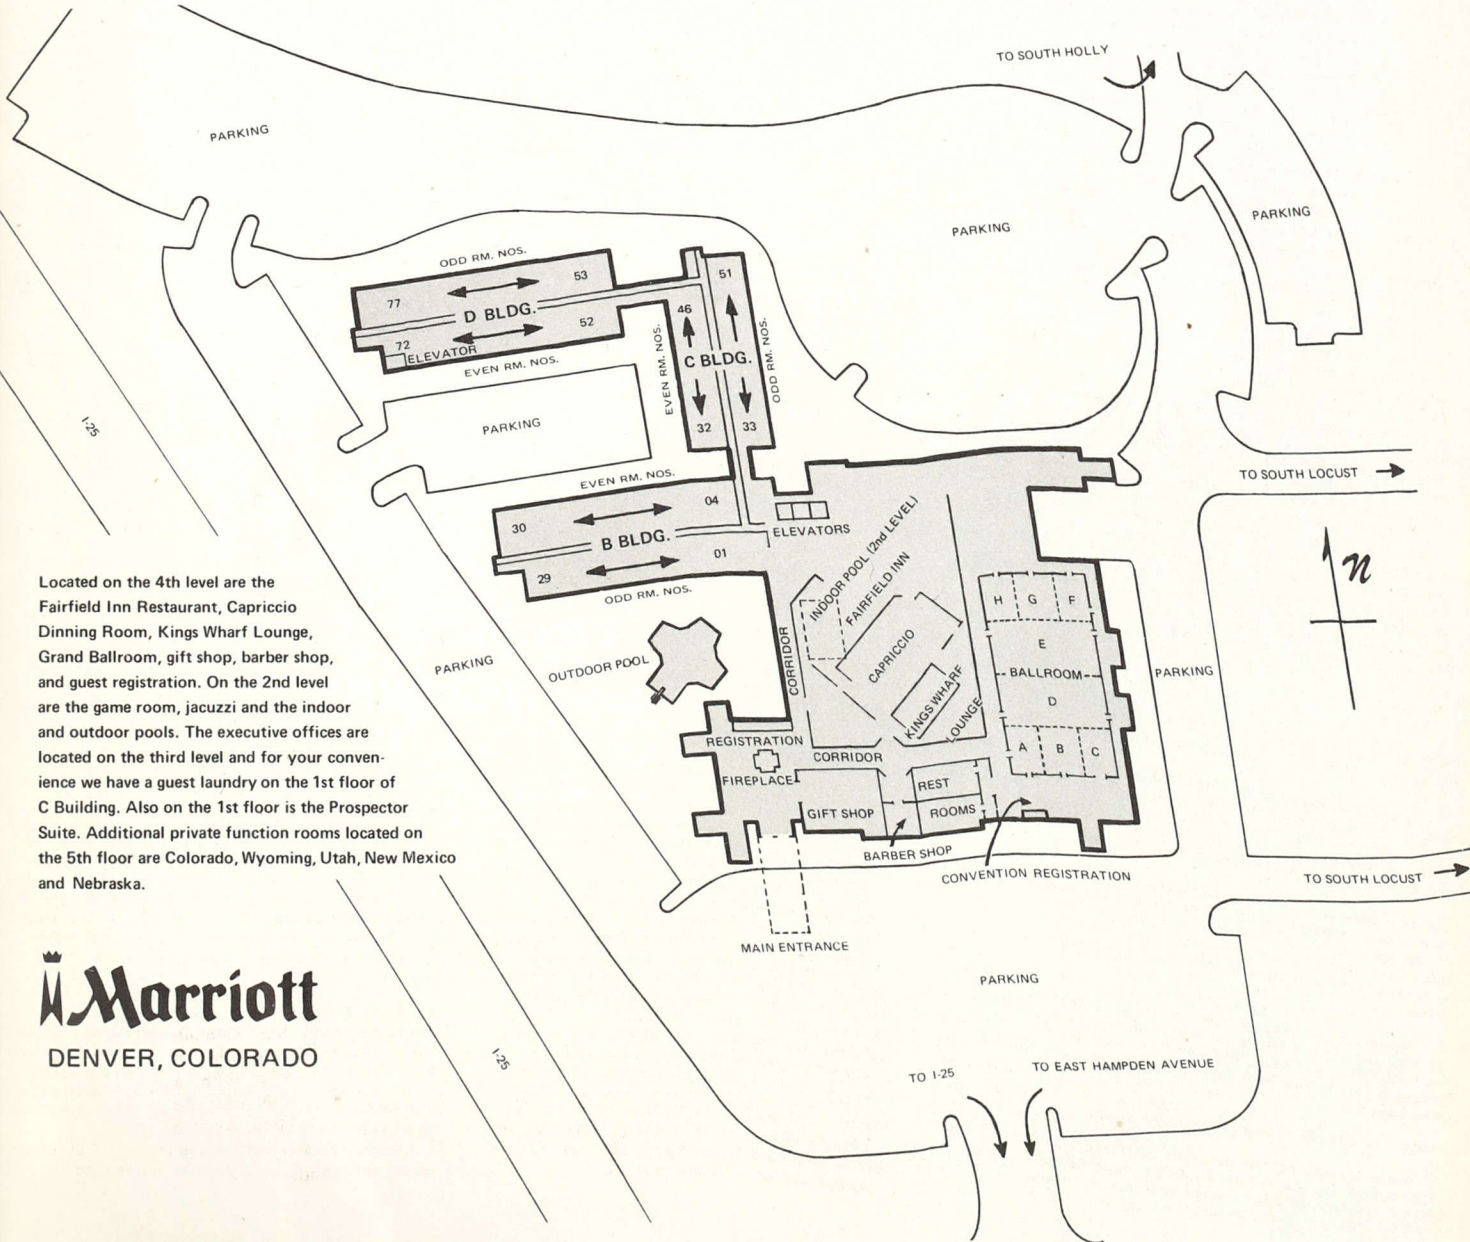 TO SOUTH HOLLY
PARKING
PARKING
PARKING
ODD RM. NOS.
77
53
D BLDG.
72
52
ELEVATOR
EVEN RM. NOS.
51
46
C BLDG.
EVEN RM. NOS.
ODD RM. NOS.
32
33
I-25
PARKING
TO SOUTH LOCUST
EVEN RM. NOS.
30
04
B BLDG.
29
01
ODD RM. NOS.
ELEVATORS
INDOOR POOL (2nd LEVEL)
FAIRFIELD INN
n
H
G
F
E
BALLROOM
D
A
B
C
CAPRICCIO
KINGS WHARF
LOUNGE
CORRIDOR
OUTDOOR POOL
PARKING
PARKING
REGISTRATION
FIREPLACE
CORRIDOR
GIFT SHOP
REST
ROOMS
BARBER SHOP
CONVENTION REGISTRATION
TO SOUTH LOCUST
MAIN ENTRANCE
PARKING
TO I-25
TO EAST HAMPDEN AVENUE
I-25
Located on the 4th level are the
Fairfield Inn Restaurant, Capriccio
Dinning Room, Kings Wharf Lounge,
Grand Ballroom, gift shop, barber shop,
and guest registration. On the 2nd level
are the game room, jacuzzi and the indoor
and outdoor pools. The executive offices are
located on the third level and for your conven-
ience we have a guest laundry on the 1st floor of
C Building. Also on the 1st floor is the Prospector
Suite. Additional private function rooms located on
the 5th floor are Colorado, Wyoming, Utah, New Mexico
and Nebraska.
Marriott
DENVER, COLORADO